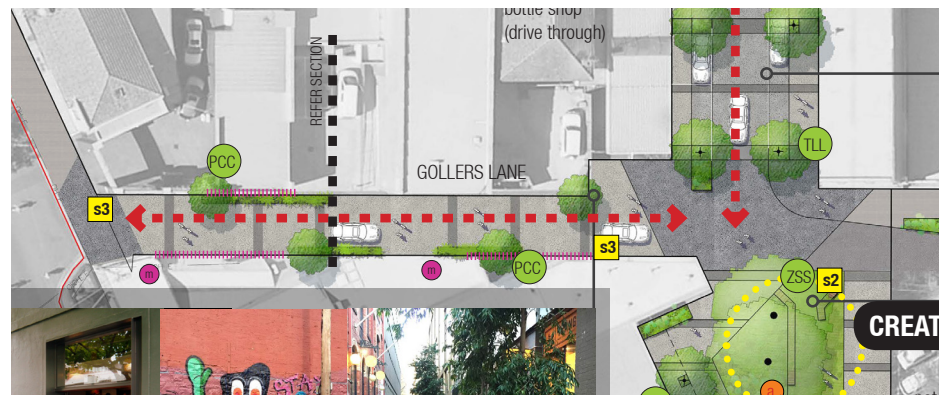 bottle shop
(drive through)
REFER SECTION
PCC
TLL
GOLLERS LANE
s3
s3
m
m
PCC
ZSS
s2
CREAT
a